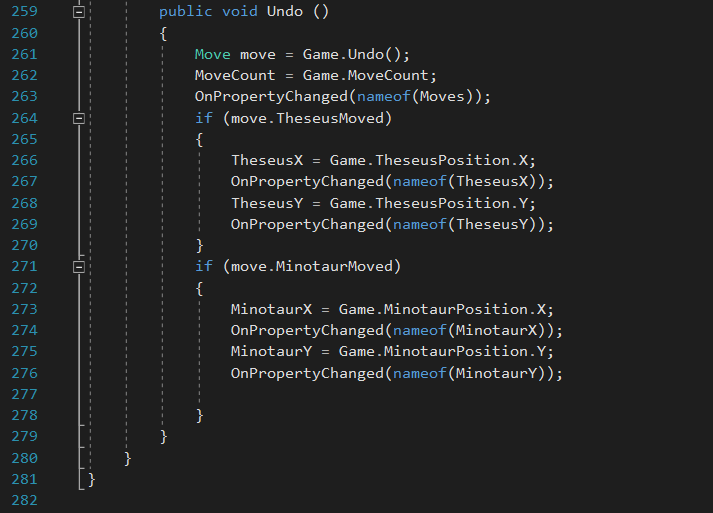 259 public void Undo ()
260 {
261 Move move = Game.Undo();
262 MoveCount = Game.MoveCount;
263 OnPropertyChanged(nameof(Moves));
264 if (move.TheseusMoved)
265 {
266 TheseusX = Game.TheseusPosition.X;
267 OnPropertyChanged(nameof(TheseusX));
268 TheseusY = Game.TheseusPosition.Y;
269 OnPropertyChanged(nameof(TheseusY));
270 }
271 if (move.MinotaurMoved)
272 {
273 MinotaurX = Game.MinotaurPosition.X;
274 OnPropertyChanged(nameof(MinotaurX));
275 MinotaurY = Game.MinotaurPosition.Y;
276 OnPropertyChanged(nameof(MinotaurY));
277
278 }
279 }
280 }
281 }
282